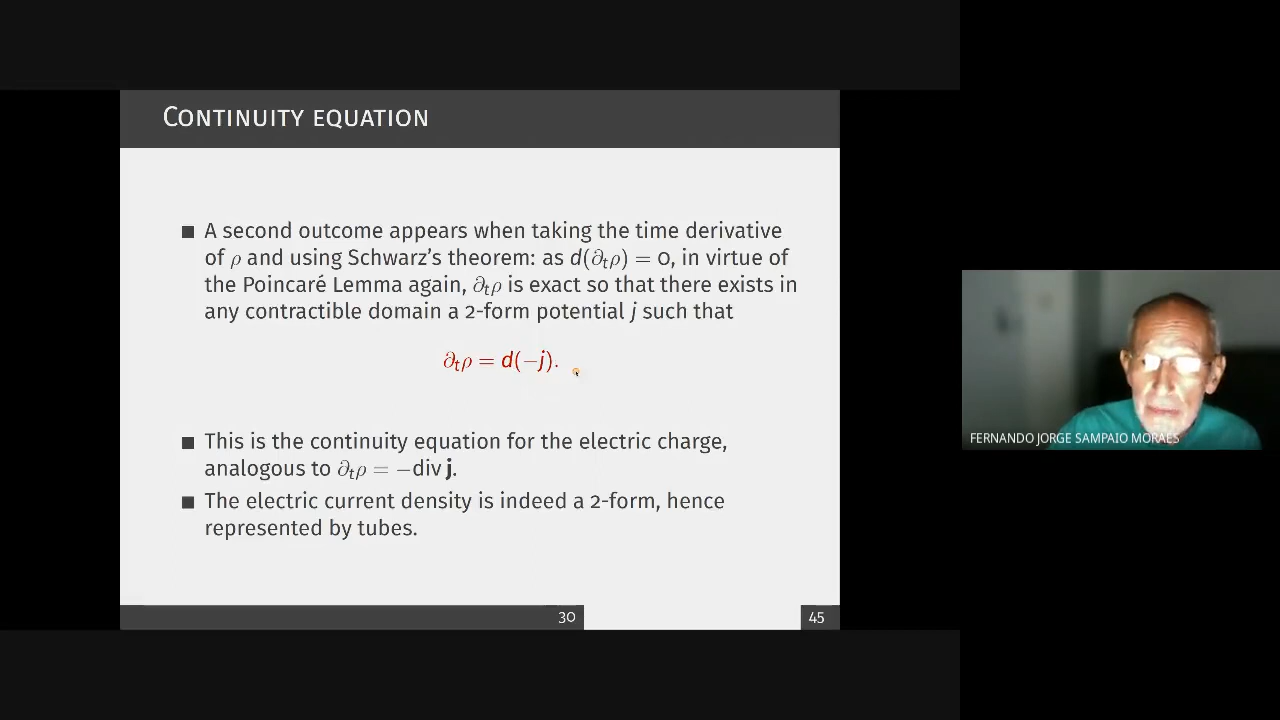 CONTINUITY EQUATION
■ A second outcome appears when taking the time derivative
of ρ and using Schwarz's theorem: as d(∂ₜρ) = 0, in virtue of
the Poincaré Lemma again, ∂ₜρ is exact so that there exists in
any contractible domain a 2-form potential j such that
∂ₜρ = d(−j).
■ This is the continuity equation for the electric charge,
analogous to ∂ₜρ = −div j.
■ The electric current density is indeed a 2-form, hence
represented by tubes.
30
45
FERNANDO JORGE SAMPAIO MORAES